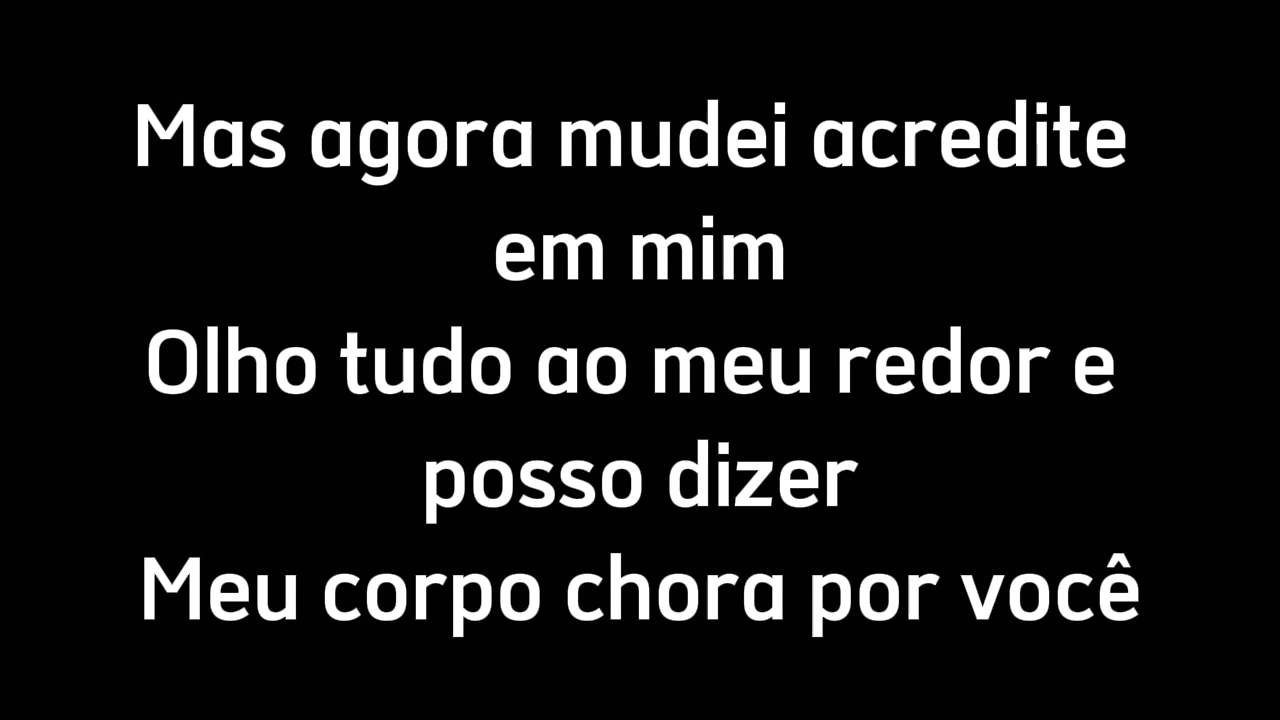 Mas agora mudei acredite
em mim
Olho tudo ao meu redor e
posso dizer
Meu corpo chora por você